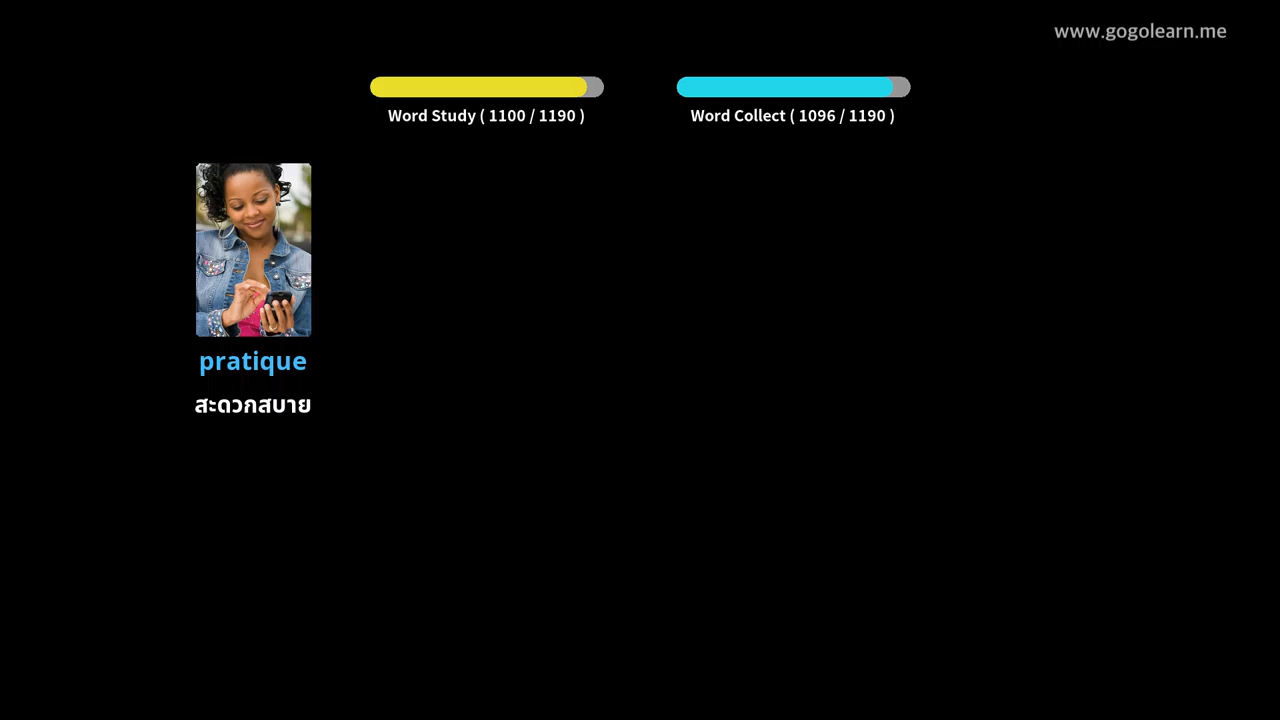 www.gogolearn.me
Word Study ( 1100 / 1190 )
Word Collect ( 1096 / 1190 )
pratique
สะดวกสบาย